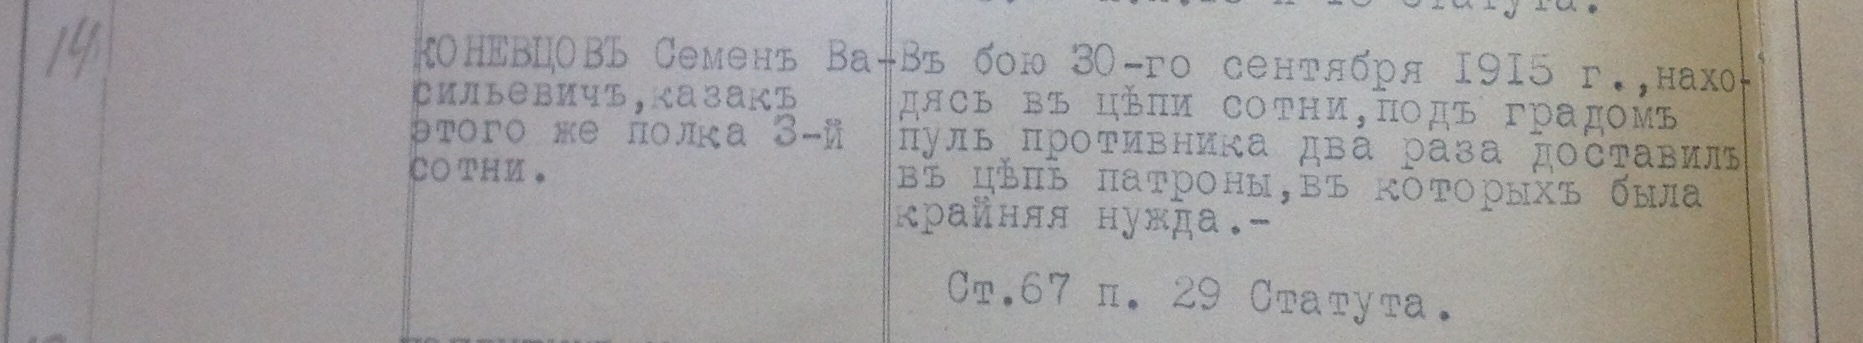 статута.
14.
КОНЕВЦОВЪ Семенъ Ва-
сильевичъ,казакъ
этого же полка 3-й
сотни.
Въ бою 30-го сентября 1915 г.,нахо-
дясь въ цѣпи сотни,подъ градомъ
пуль противника два раза доставилъ
въ цѣпь патроны,въ которыхъ была
крайняя нужда.-
Ст.67 п. 29 Статута.